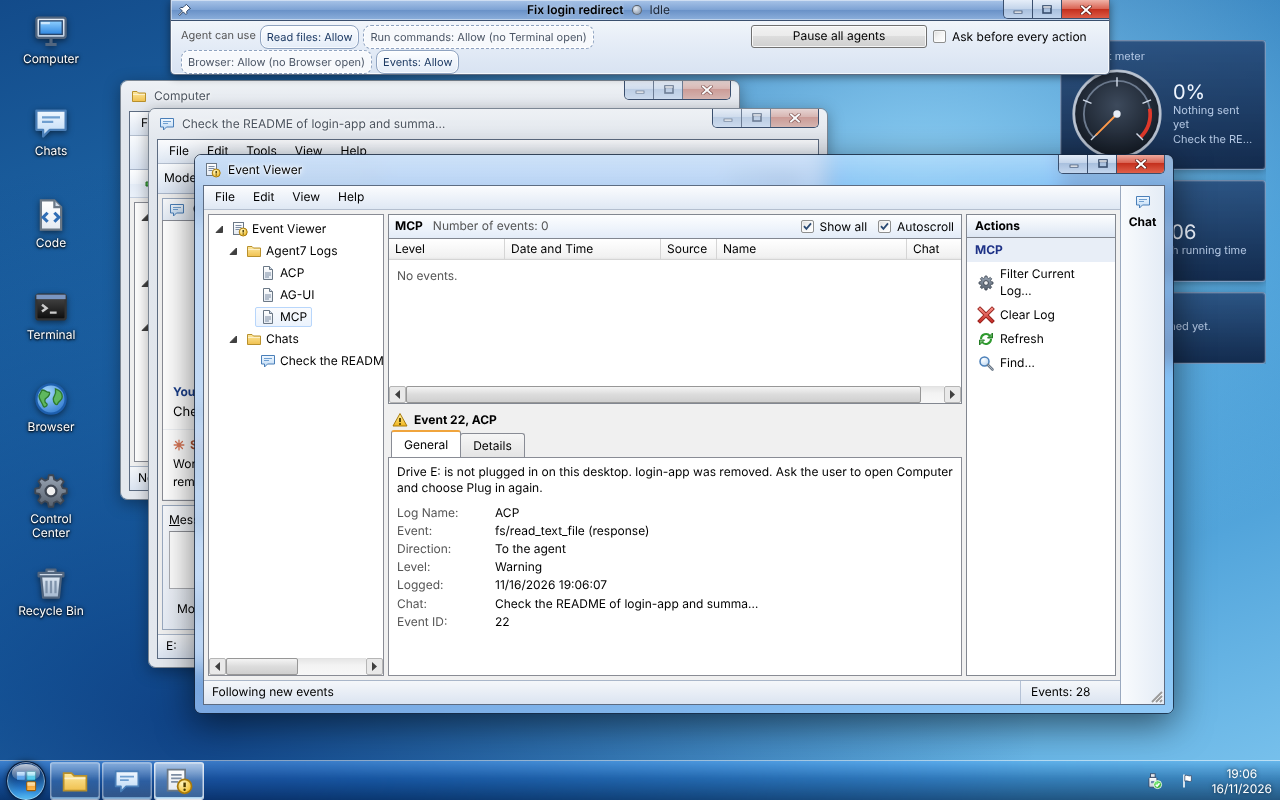 Fix login redirect Idle
Agent can use Read files: Allow Run commands: Allow (no Terminal open)
Browser: Allow (no Browser open) Events: Allow
Pause all agents Ask before every action
Computer
Chats
Code
Terminal
Browser
Control Center
Recycle Bin
meter
0%
Nothing sent
yet
Check the RE...
06
running time
Computer
Check the README of login-app and summa...
File Edit Tools View Help
Mode
You
Che
Wor
rem
Mes
Mo
E:
Event Viewer
File Edit View Help
Event Viewer
Agent7 Logs
ACP
AG-UI
MCP
Chats
Check the READM
MCP Number of events: 0 Show all Autoscroll
Level Date and Time Source Name Chat
No events.
Event 22, ACP
General Details
Drive E: is not plugged in on this desktop. login-app was removed. Ask the user to open Computer
and choose Plug in again.
Log Name: ACP
Event: fs/read_text_file (response)
Direction: To the agent
Level: Warning
Logged: 11/16/2026 19:06:07
Chat: Check the README of login-app and summa...
Event ID: 22
Actions
MCP
Filter Current
Log...
Clear Log
Refresh
Find...
Chat
Following new events Events: 28
19:06
16/11/2026